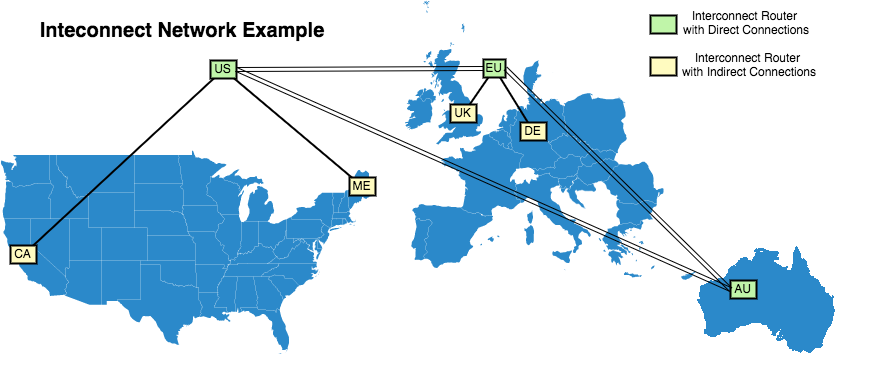 Inteconnect Network Example
Interconnect Router
with Direct Connections
Interconnect Router
with Indirect Connections
US
EU
UK
DE
ME
CA
AU